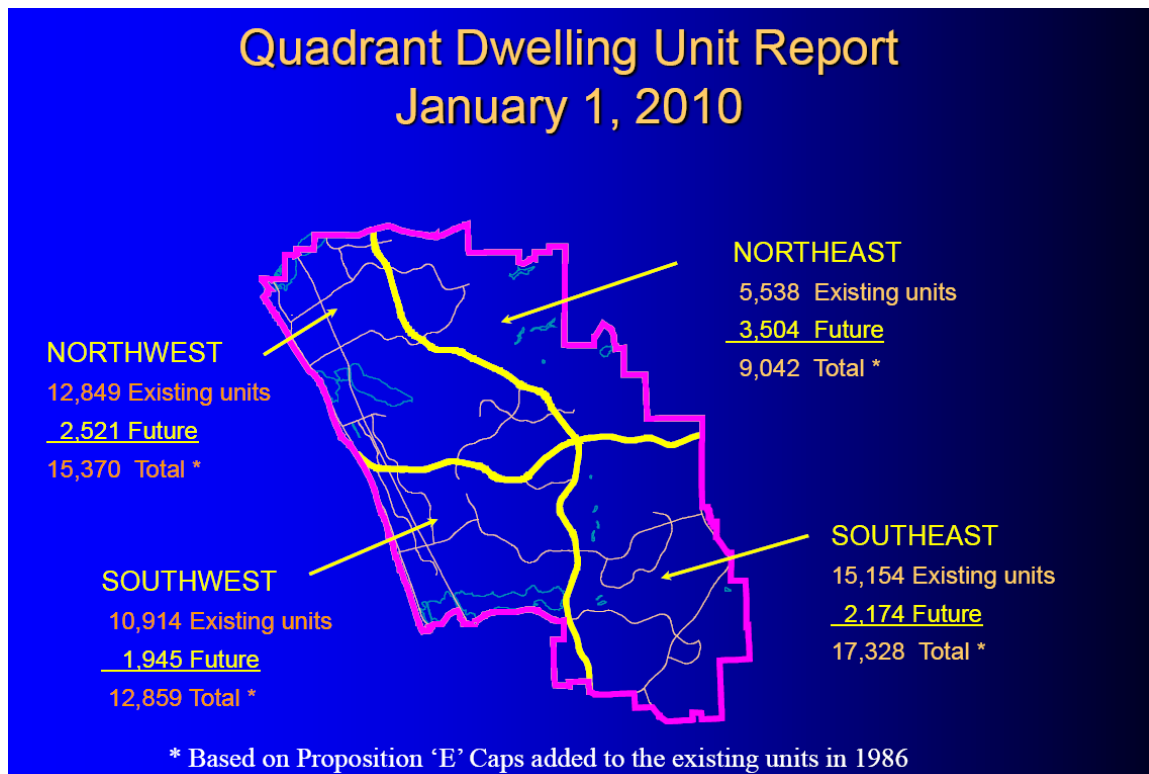 Quadrant Dwelling Unit Report
January 1, 2010
NORTHEAST
5,538 Existing units
3,504 Future
9,042 Total *
NORTHWEST
12,849 Existing units
2,521 Future
15,370 Total *
SOUTHEAST
15,154 Existing units
2,174 Future
17,328 Total *
SOUTHWEST
10,914 Existing units
1,945 Future
12,859 Total *
* Based on Proposition ‘E’ Caps added to the existing units in 1986